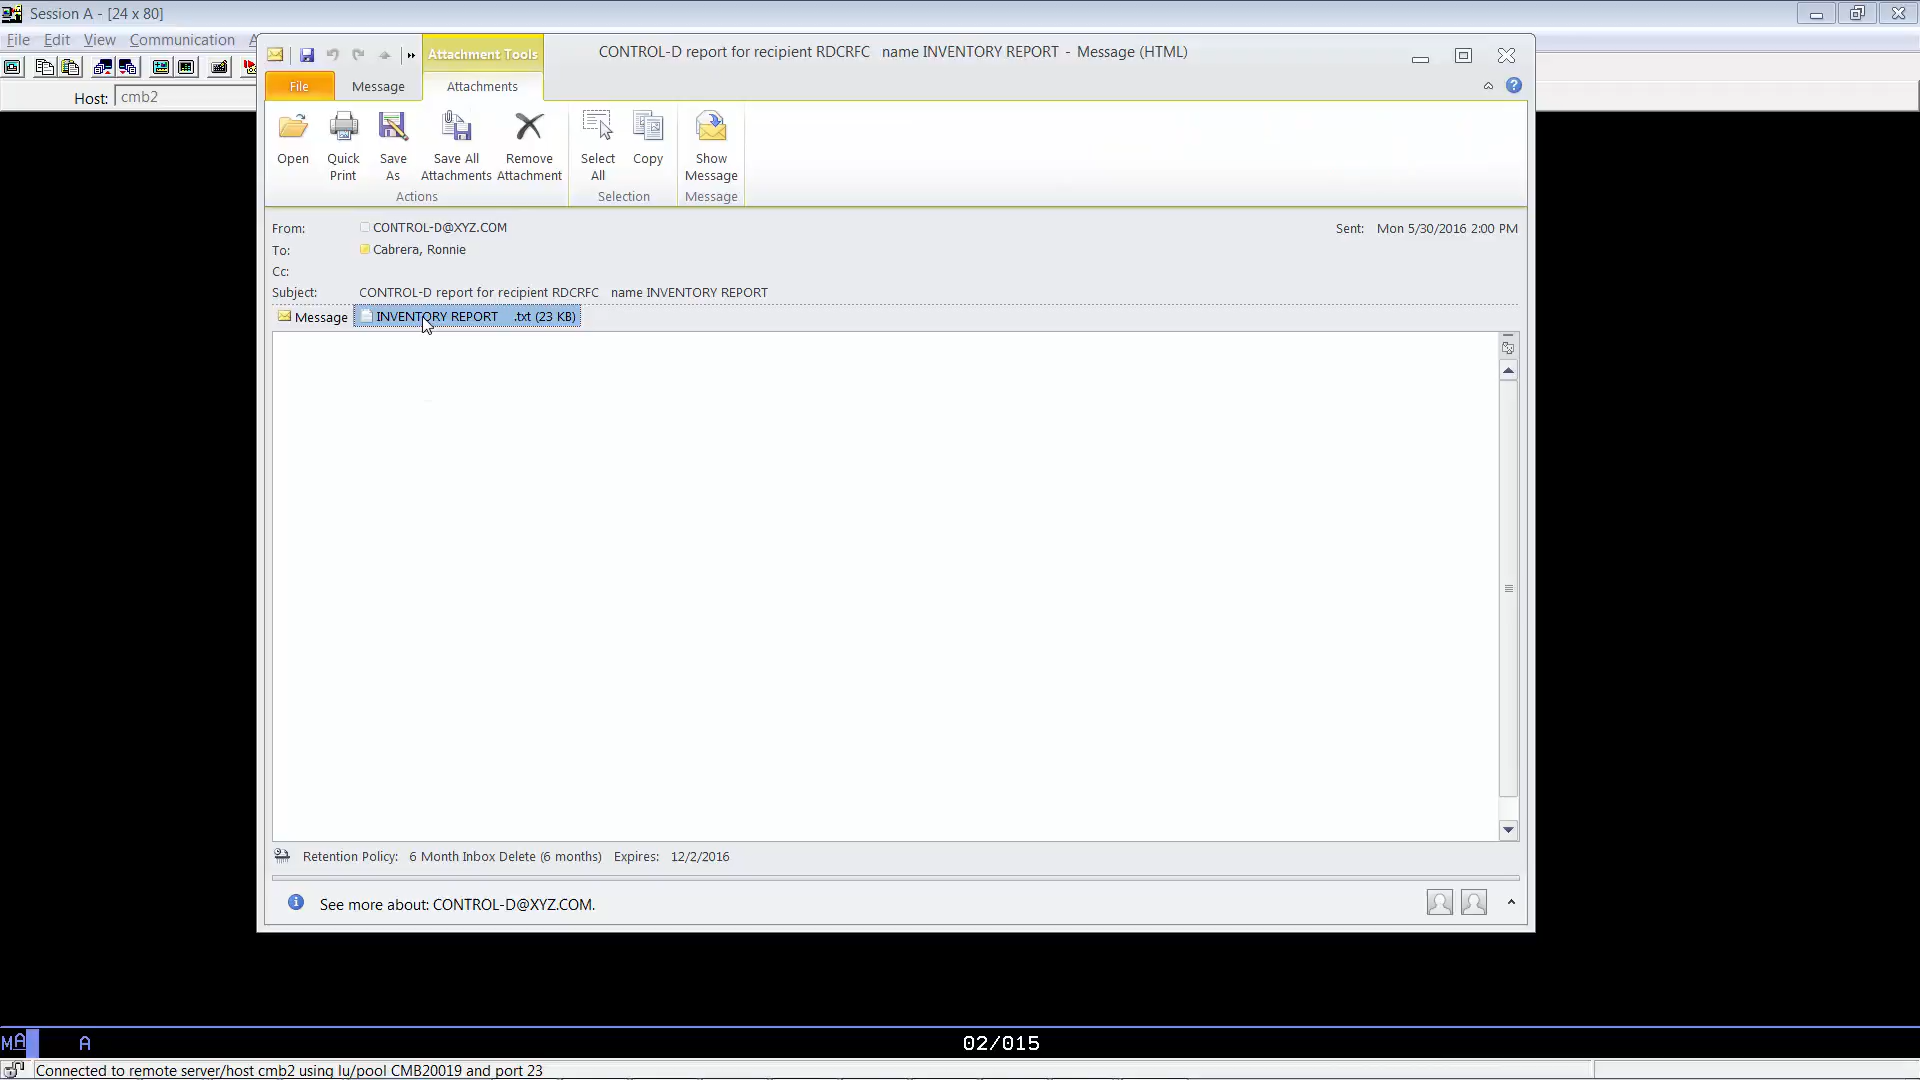 Session A - [24 x 80]
File Edit View Communication
Host: cmb2
Attachment Tools
CONTROL-D report for recipient RDCRFC name INVENTORY REPORT - Message (HTML)
File Message Attachments
Open
Quick Print
Save As
Save All Attachments
Remove Attachment
Select All
Copy
Show Message
Actions Selection Message
From: CONTROL-D@XYZ.COM Sent: Mon 5/30/2016 2:00 PM
To: Cabrera, Ronnie
Cc:
Subject: CONTROL-D report for recipient RDCRFC name INVENTORY REPORT
Message INVENTORY REPORT .txt (23 KB)
Retention Policy: 6 Month Inbox Delete (6 months) Expires: 12/2/2016
See more about: CONTROL-D@XYZ.COM.
MA A 02/015
Connected to remote server/host cmb2 using lu/pool CMB20019 and port 23